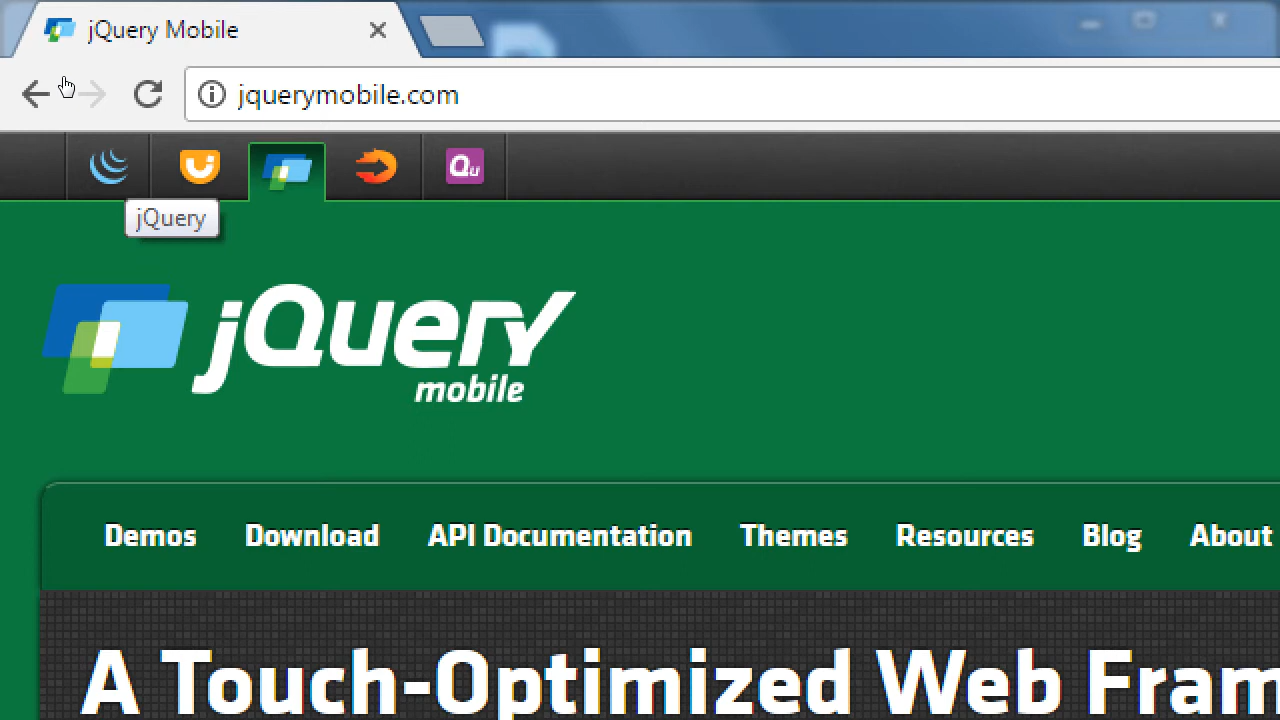 jQuery Mobile
jquerymobile.com
Qu
jQuery
jQuery
mobile
Demos Download API Documentation Themes Resources Blog About
A Touch-Optimized Web Fram